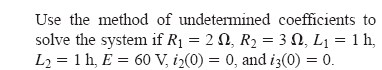 Use the method of undetermined coefficients to
solve the system if R₁ = 2 Ω, R₂ = 3 Ω, L₁ = 1 h,
L₂ = 1 h, E = 60 V, i₂(0) = 0, and i₃(0) = 0.